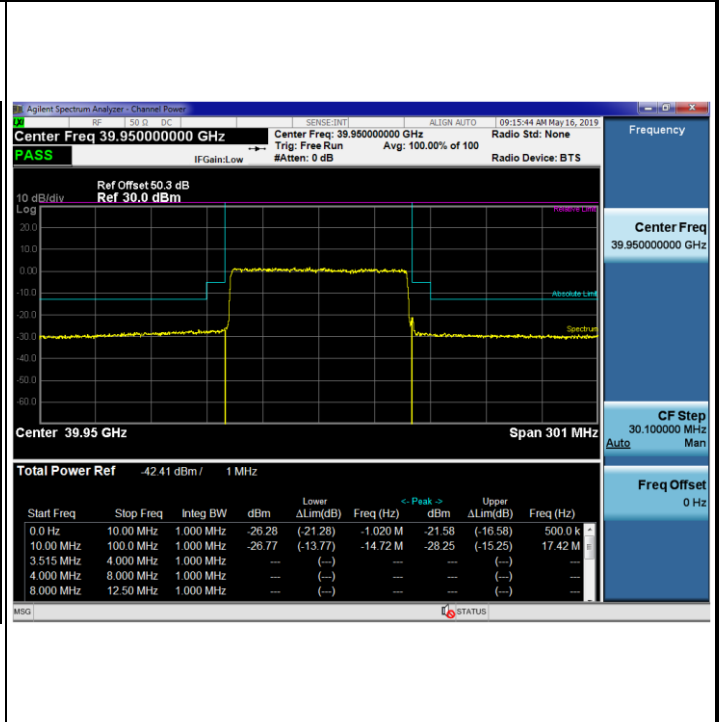 Agilent Spectrum Analyzer - Channel Power
LXI RF 50 Ω DC SENSE:INT ALIGN AUTO 09:15:44 AM May 16, 2019
Center Freq 39.950000000 GHz
Center Freq: 39.950000000 GHz Radio Std: None
PASS
IFGain:Low
Trig: Free Run Avg: 100.00% of 100
#Atten: 0 dB Radio Device: BTS
Ref Offset 50.3 dB
10 dB/div Ref 30.0 dBm
Log
Relative Limit
20.0
10.0
0.00
-10.0
Absolute Limit
-20.0
Spectrum
-30.0
-40.0
-50.0
-60.0
Center 39.95 GHz Span 301 MHz
Total Power Ref -42.41 dBm / 1 MHz
Lower <- Peak -> Upper
Start Freq Stop Freq Integ BW dBm ΔLim(dB) Freq (Hz) dBm ΔLim(dB) Freq (Hz)
0.0 Hz 10.00 MHz 1.000 MHz -26.28 (-21.28) -1.020 M -21.58 (-16.58) 500.0 k
10.00 MHz 100.0 MHz 1.000 MHz -26.77 (-13.77) -14.72 M -28.25 (-15.25) 17.42 M
3.515 MHz 4.000 MHz 1.000 MHz --- (---) --- --- (---) ---
4.000 MHz 8.000 MHz 1.000 MHz --- (---) --- --- (---) ---
8.000 MHz 12.50 MHz 1.000 MHz --- (---) --- --- (---) ---
MSG STATUS
Frequency
Center Freq
39.950000000 GHz
CF Step
30.100000 MHz
Auto Man
Freq Offset
0 Hz